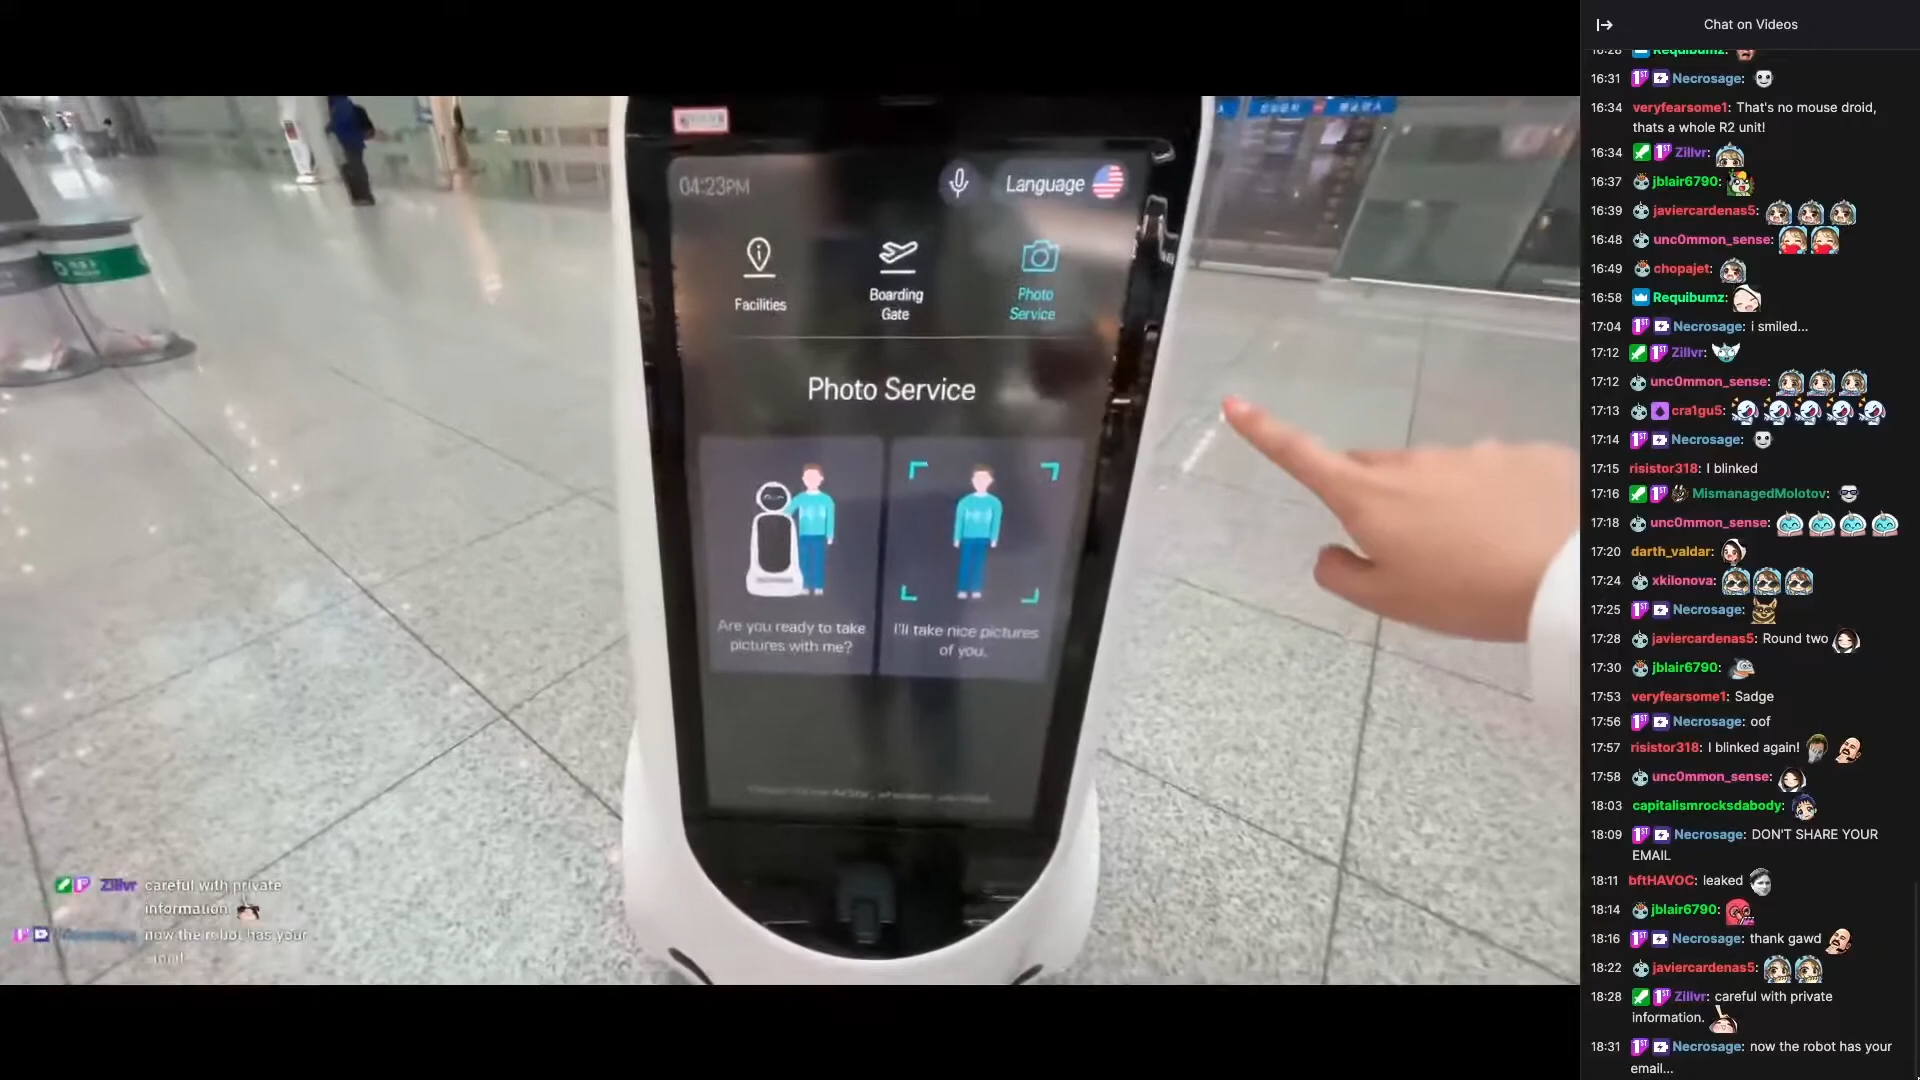 04:23PM
Language
Facilities
Boarding
Gate
Photo
Service
Photo Service
Are you ready to take
pictures with me?
I'll take nice pictures
of you.
Zillvr careful with private
information
now the robot has your
Chat on Videos
16:28 Requibumz:
16:31 Necrosage:
16:34 veryfearsome1: That's no mouse droid,
thats a whole R2 unit!
16:34 Zillvr:
16:37 jblair6790:
16:39 javiercardenas5:
16:48 unc0mmon_sense:
16:49 chopajet:
16:58 Requibumz:
17:04 Necrosage: i smiled...
17:12 Zillvr:
17:12 unc0mmon_sense:
17:13 cra1gu5:
17:14 Necrosage:
17:15 risistor318: I blinked
17:16 MismanagedMolotov:
17:18 unc0mmon_sense:
17:20 darth_valdar:
17:24 xkilonova:
17:25 Necrosage:
17:28 javiercardenas5: Round two
17:30 jblair6790:
17:53 veryfearsome1: Sadge
17:56 Necrosage: oof
17:57 risistor318: I blinked again!
17:58 unc0mmon_sense:
18:03 capitalismrocksdabody:
18:09 Necrosage: DON'T SHARE YOUR
EMAIL
18:11 bftHAVOC: leaked
18:14 jblair6790:
18:16 Necrosage: thank gawd
18:22 javiercardenas5:
18:28 Zillvr: careful with private
information.
18:31 Necrosage: now the robot has your
email...